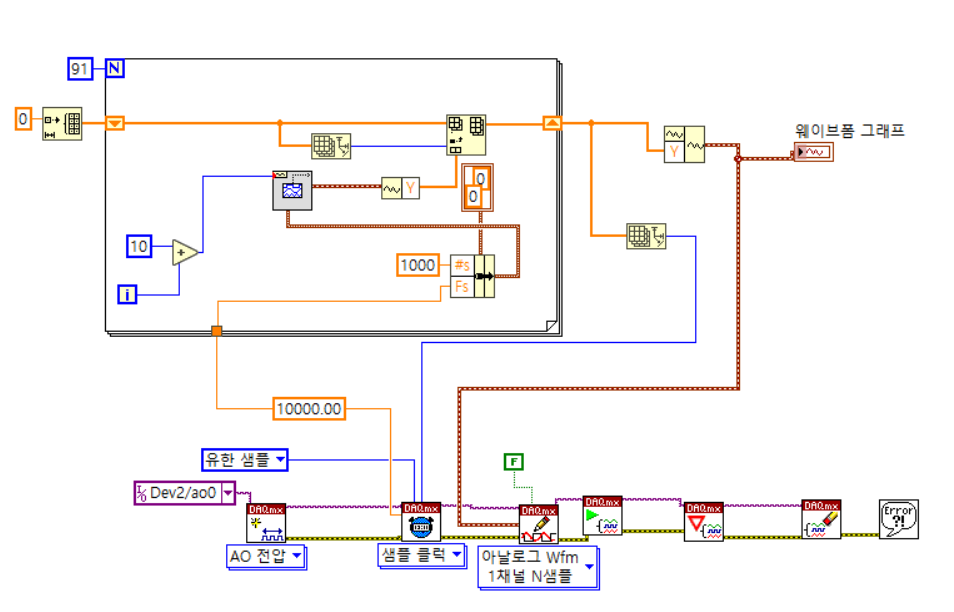 91
N
0
웨이브폼 그래프
Y
Y
0
0
10
+
1000
#s
Fs
i
10000.00
유한 샘플
F
I/0 Dev2/ao0
DAQmx
DAQmx
DAQmx
DAQmx
DAQmx
DAQmx
Error
?!
AO 전압
샘플 클럭
아날로그 Wfm
1채널 N샘플